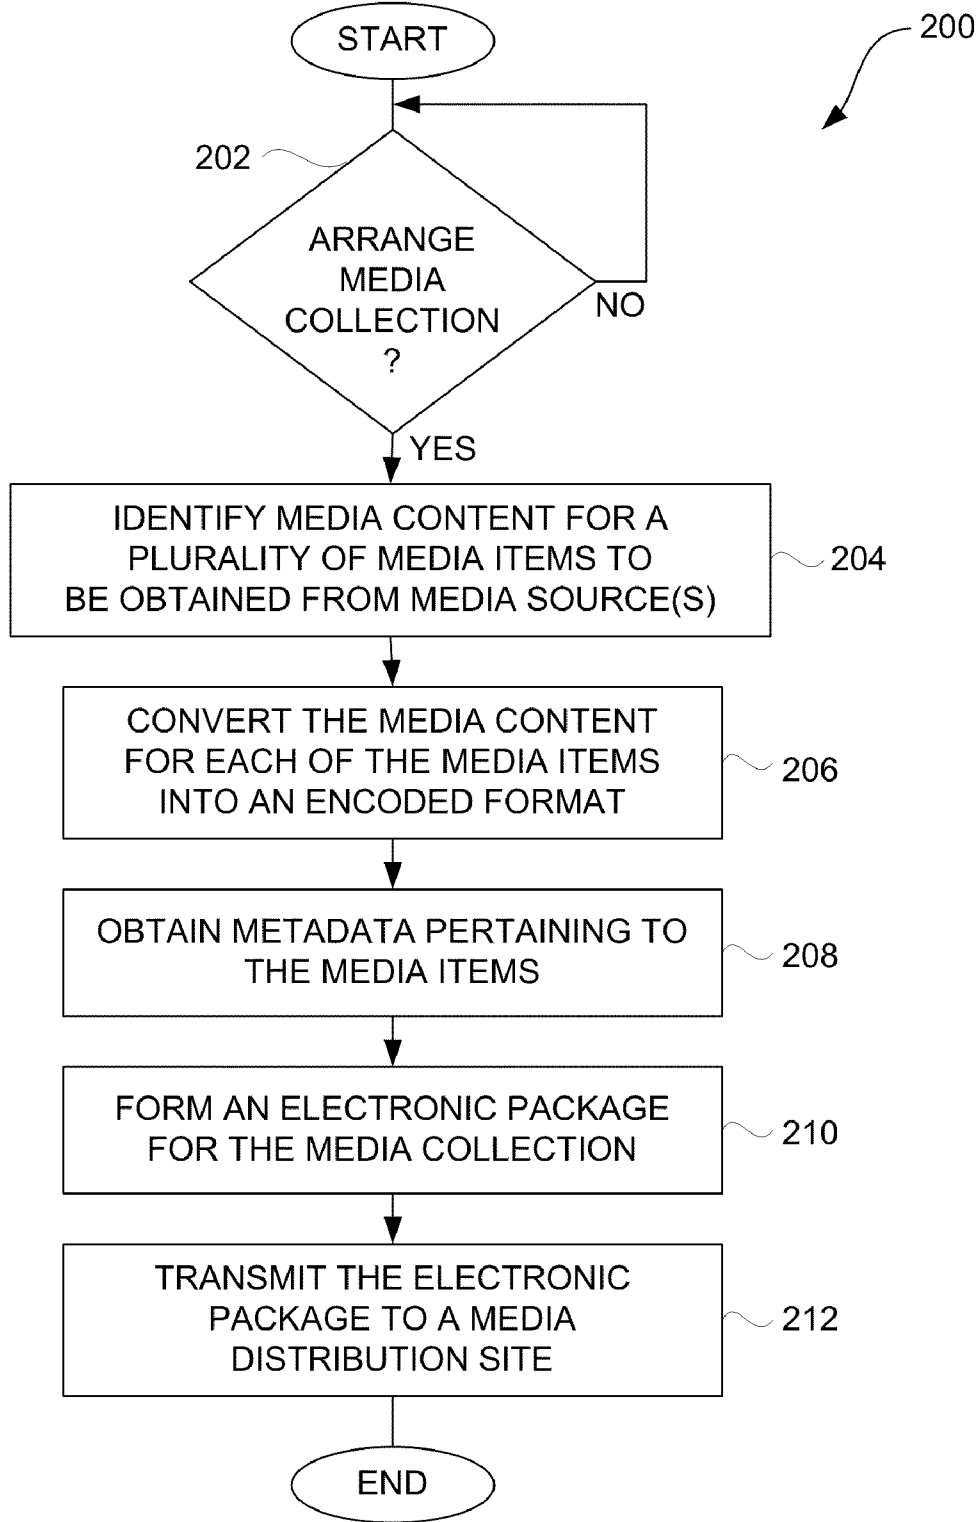 START
200
202
ARRANGE
MEDIA
COLLECTION
?
NO
YES
IDENTIFY MEDIA CONTENT FOR A
PLURALITY OF MEDIA ITEMS TO
BE OBTAINED FROM MEDIA SOURCE(S)
204
CONVERT THE MEDIA CONTENT
FOR EACH OF THE MEDIA ITEMS
INTO AN ENCODED FORMAT
206
OBTAIN METADATA PERTAINING TO
THE MEDIA ITEMS
208
FORM AN ELECTRONIC PACKAGE
FOR THE MEDIA COLLECTION
210
TRANSMIT THE ELECTRONIC
PACKAGE TO A MEDIA
DISTRIBUTION SITE
212
END